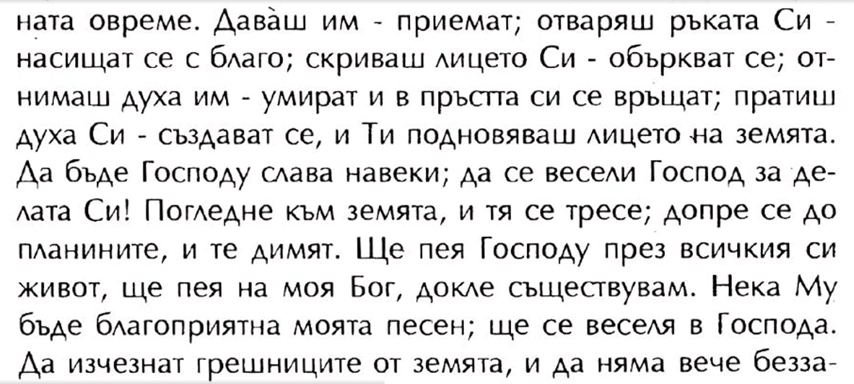 ната овреме. Дава̀ш им - приемат; отваряш ръката Си -
насищат се с благо; скриваш лицето Си - объркват се; от-
нимаш духа им - умират и в пръстта си се връщат; пратиш
духа Си - създават се, и Ти подновяваш лицето на земята.
Да бъде Господу слава навеки; да се весели Господ за де-
лата Си! Погледне към земята, и тя се тресе; допре се до
планините, и те димят. Ще пея Господу през всичкия си
живот, ще пея на моя Бог, докле съществувам. Нека Му
бъде благоприятна моята песен; ще се веселя в Господа.
Да изчезнат грешниците от земята, и да няма вече безза-